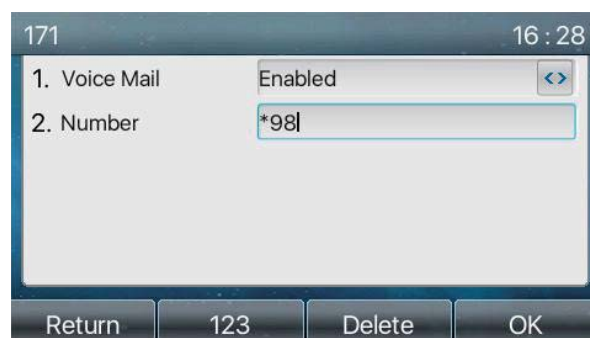 171 16 : 28
1. Voice Mail Enabled <>
2. Number *98
Return 123 Delete OK